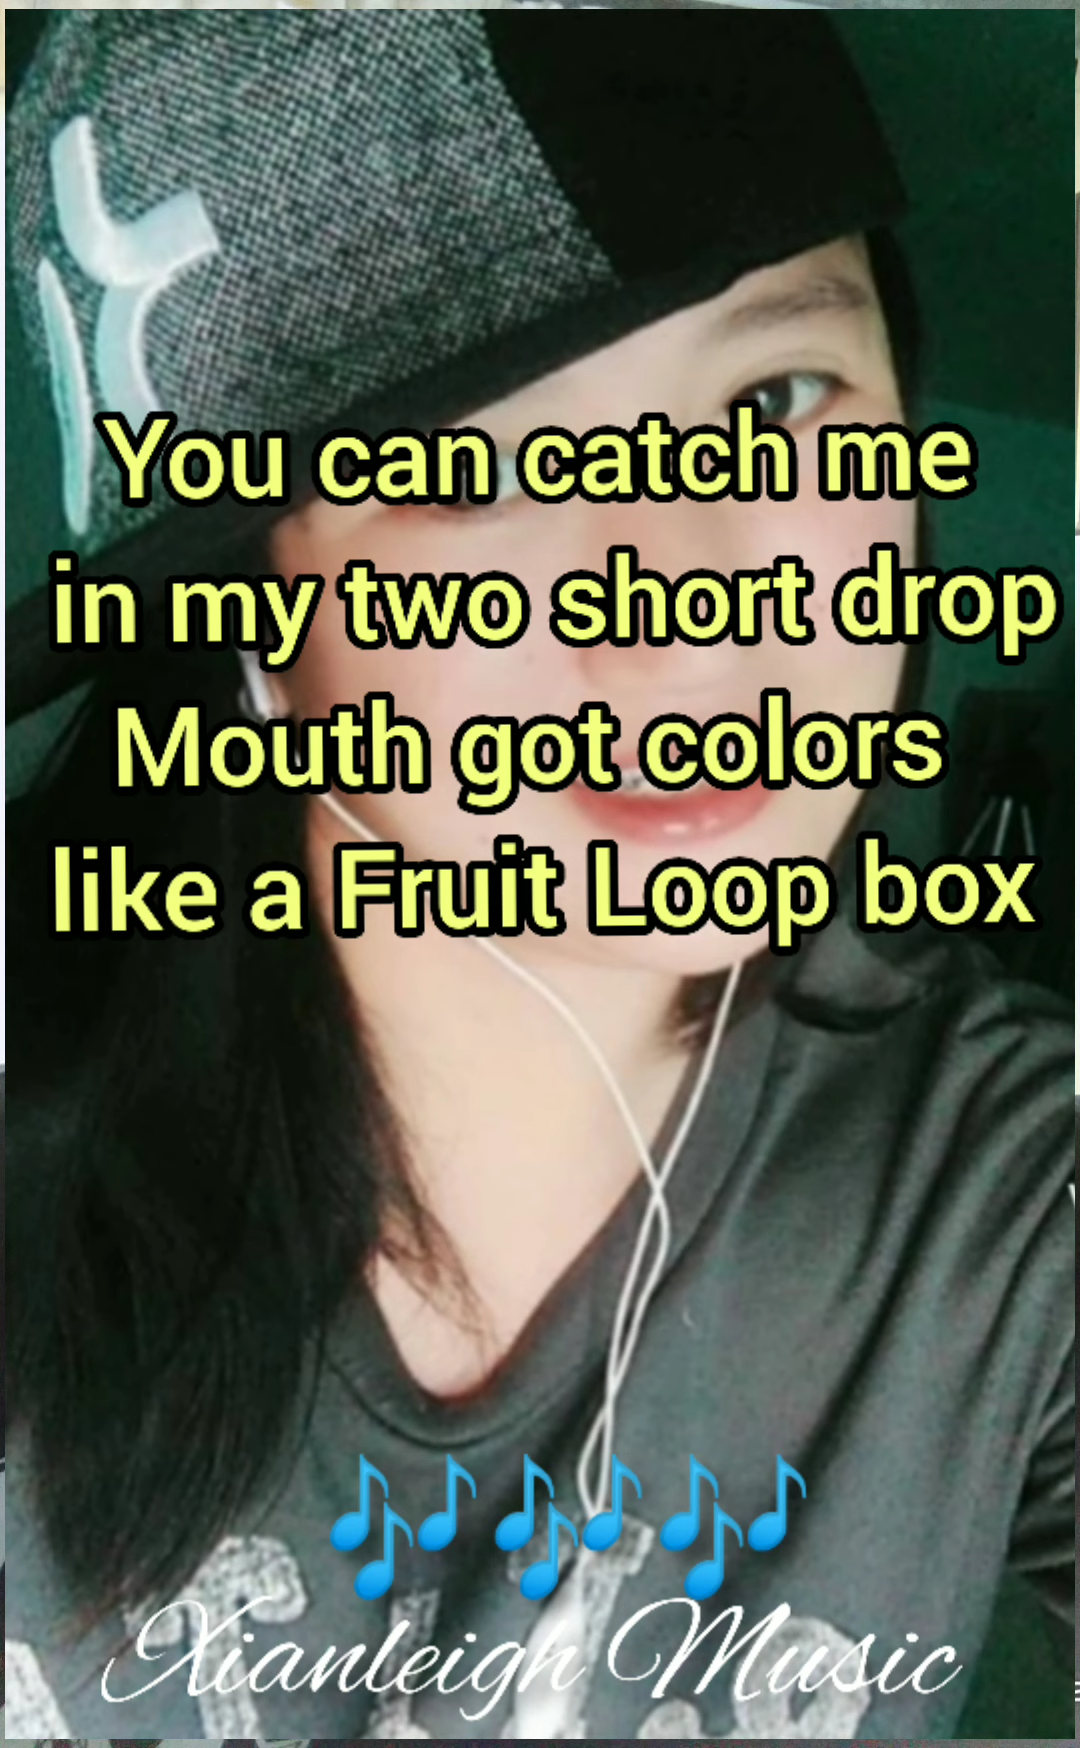 You can catch me
in my two short drop
Mouth got colors
like a Fruit Loop box
Xianleigh Music